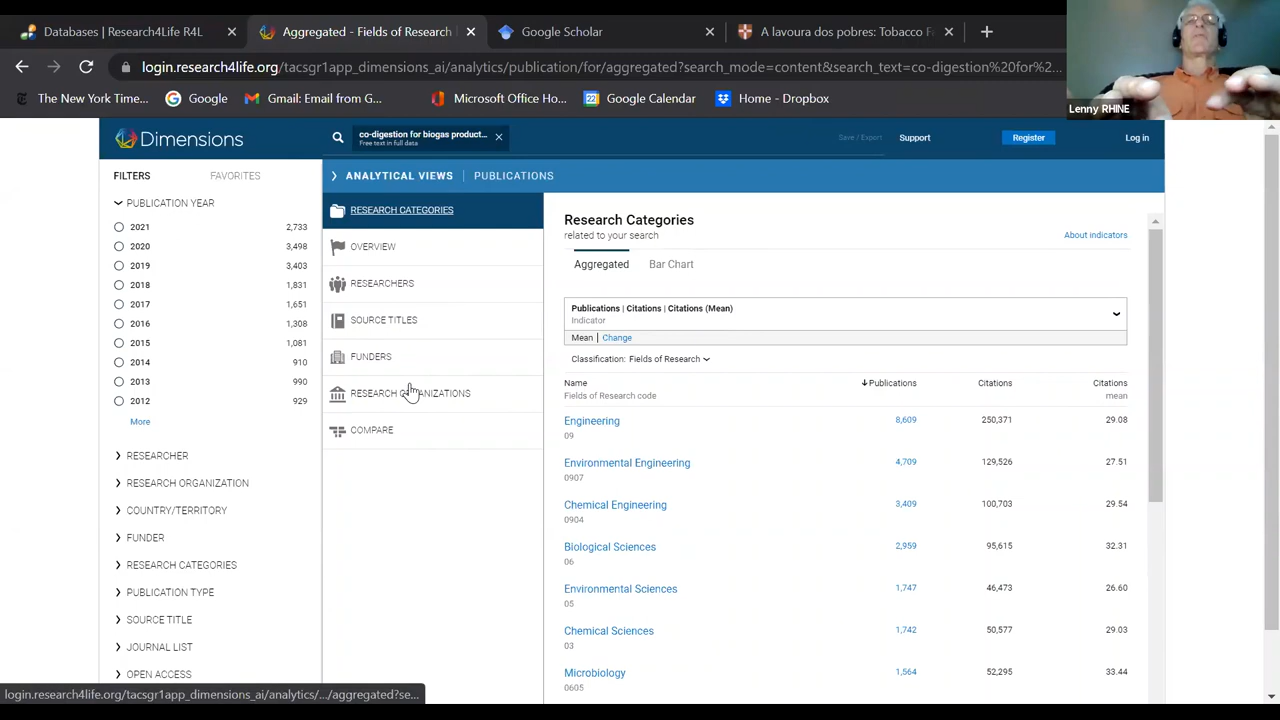 Databases | Research4Life R4L
Aggregated - Fields of Research
Google Scholar
A lavoura dos pobres: Tobacco F
login.research4life.org/tacsgr1app_dimensions_ai/analytics/publication/for/aggregated?search_mode=content&search_text=co-digestion%20for%20bi...
The New York Time...
Google
Gmail: Email from G...
Microsoft Office Ho...
Google Calendar
Home - Dropbox
Lenny RHINE
Dimensions
co-digestion for biogas product...
Free text in full data
Save / Export
Support
Register
Log in
FILTERS
FAVORITES
ANALYTICAL VIEWS
PUBLICATIONS
PUBLICATION YEAR
2021 2,733
2020 3,498
2019 3,403
2018 1,831
2017 1,651
2016 1,308
2015 1,081
2014 910
2013 990
2012 929
More
RESEARCHER
RESEARCH ORGANIZATION
COUNTRY/TERRITORY
FUNDER
RESEARCH CATEGORIES
PUBLICATION TYPE
SOURCE TITLE
JOURNAL LIST
OPEN ACCESS
RESEARCH CATEGORIES
OVERVIEW
RESEARCHERS
SOURCE TITLES
FUNDERS
RESEARCH ORGANIZATIONS
COMPARE
Research Categories
related to your search
About indicators
Aggregated
Bar Chart
Publications | Citations | Citations (Mean)
Indicator
Mean | Change
Classification: Fields of Research
Name Publications Citations Citations
Fields of Research code mean
Engineering 8,609 250,371 29.08
09
Environmental Engineering 4,709 129,526 27.51
0907
Chemical Engineering 3,409 100,703 29.54
0904
Biological Sciences 2,959 95,615 32.31
06
Environmental Sciences 1,747 46,473 26.60
05
Chemical Sciences 1,742 50,577 29.03
03
Microbiology 1,564 52,295 33.44
0605
login.research4life.org/tacsgr1app_dimensions_ai/analytics/.../aggregated?se...